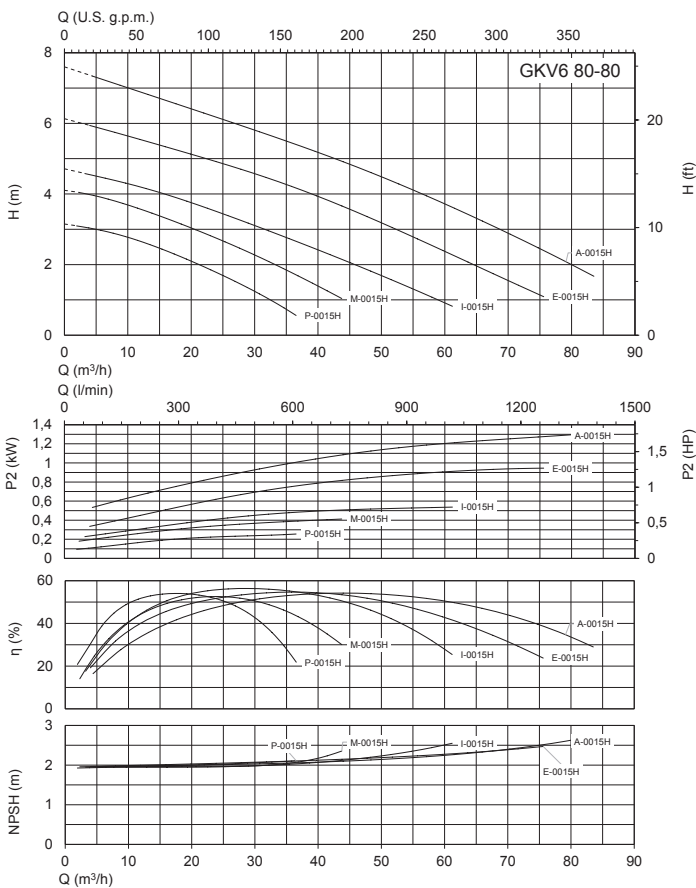 Q (U.S. g.p.m.)
0 50 100 150 200 250 300 350
GKV6 80-80
8
6
4
2
0
H (m)
20
10
0
H (ft)
A-0015H
E-0015H
I-0015H
M-0015H
P-0015H
0 10 20 30 40 50 60 70 80 90
Q (m³/h)
Q (l/min)
0 300 600 900 1200 1500
1,4
1,2
1
0,8
0,6
0,4
0,2
0
P2 (kW)
1,5
1
0,5
0
P2 (HP)
A-0015H
E-0015H
I-0015H
M-0015H
P-0015H
60
40
20
0
η (%)
A-0015H
M-0015H
I-0015H
E-0015H
P-0015H
3
2
1
0
NPSH (m)
P-0015H
M-0015H
I-0015H
A-0015H
E-0015H
0 10 20 30 40 50 60 70 80 90
Q (m³/h)